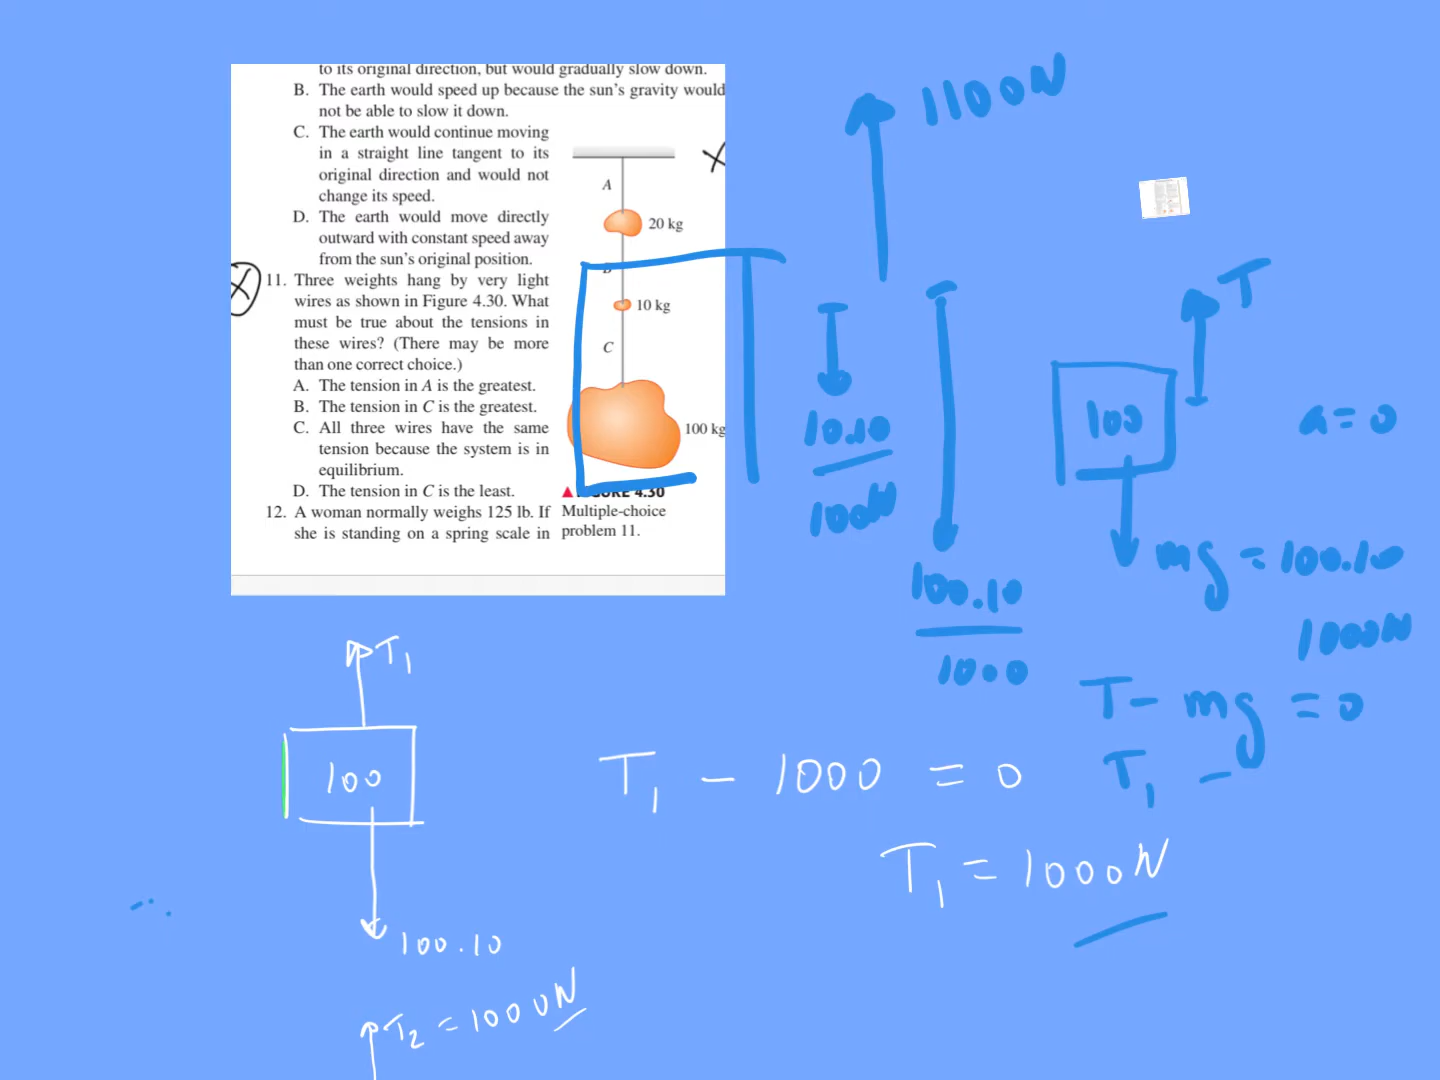 to its original direction, but would gradually slow down.
B. The earth would speed up because the sun's gravity would
not be able to slow it down.
C. The earth would continue moving
in a straight line tangent to its
original direction and would not
change its speed.
D. The earth would move directly
outward with constant speed away
from the sun's original position.
11. Three weights hang by very light
wires as shown in Figure 4.30. What
must be true about the tensions in
these wires? (There may be more
than one correct choice.)
A. The tension in A is the greatest.
B. The tension in C is the greatest.
C. All three wires have the same
tension because the system is in
equilibrium.
D. The tension in C is the least.
12. A woman normally weighs 125 lb. If
she is standing on a spring scale in
A
20 kg
B
10 kg
C
100 kg
FIGURE 4.30
Multiple-choice
problem 11.
1100N
10.10
100N
100.10
1000
T
100
a=0
mg=100.10
1000N
T-mg=0
T1-
T1
100
100.10
T1-1000=0
T1=1000N
T2=1000N